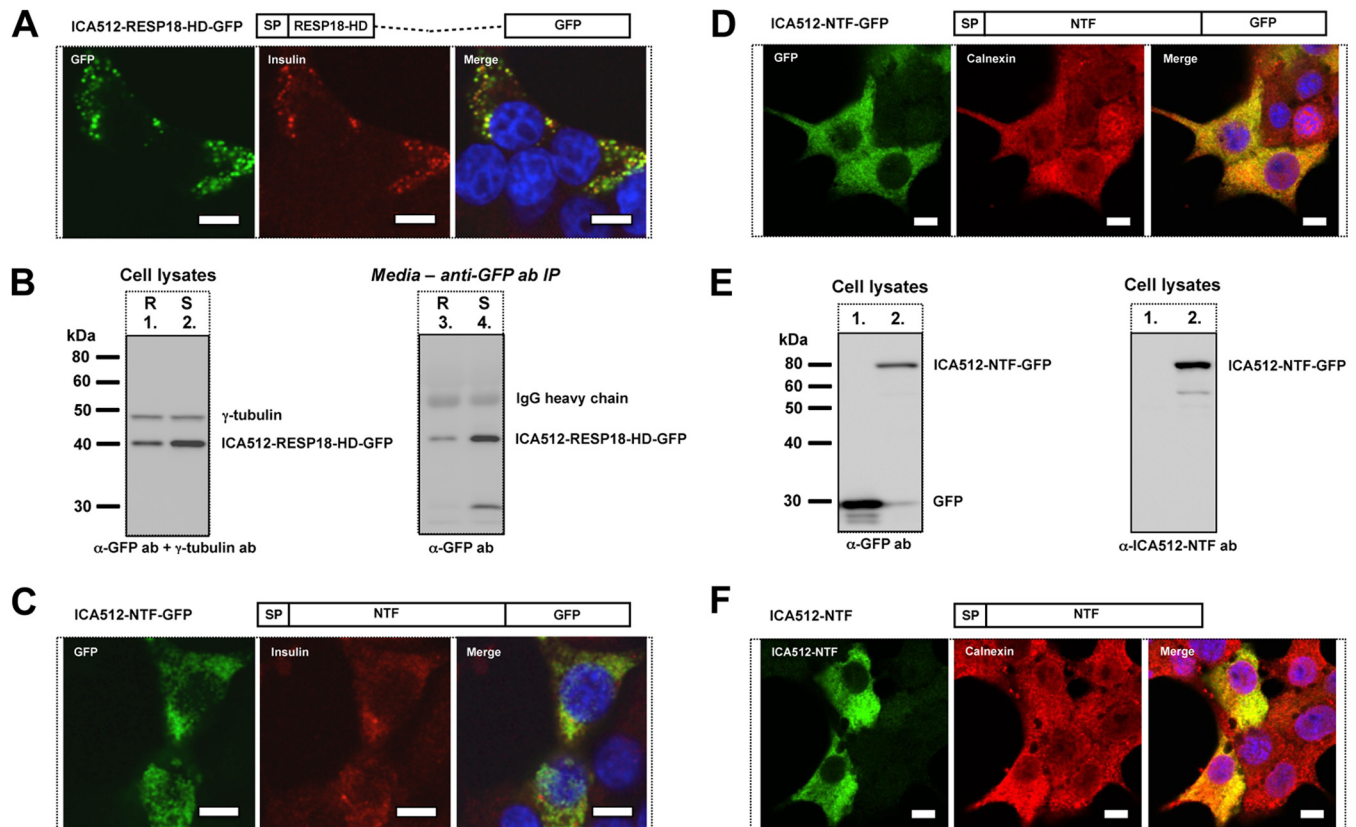 A
ICA512-RESP18-HD-GFP
SP RESP18-HD GFP
GFP Insulin Merge
B
Cell lysates
R S
1. 2.
kDa
80
60
50
40
30
γ-tubulin
ICA512-RESP18-HD-GFP
α-GFP ab + γ-tubulin ab
Media – anti-GFP ab IP
R S
3. 4.
IgG heavy chain
ICA512-RESP18-HD-GFP
α-GFP ab
C
ICA512-NTF-GFP
SP NTF GFP
GFP Insulin Merge
D
ICA512-NTF-GFP
SP NTF GFP
GFP Calnexin Merge
E
Cell lysates
1. 2.
kDa
80
60
50
40
30
ICA512-NTF-GFP
GFP
α-GFP ab
Cell lysates
1. 2.
ICA512-NTF-GFP
α-ICA512-NTF ab
F
ICA512-NTF
SP NTF
ICA512-NTF Calnexin Merge